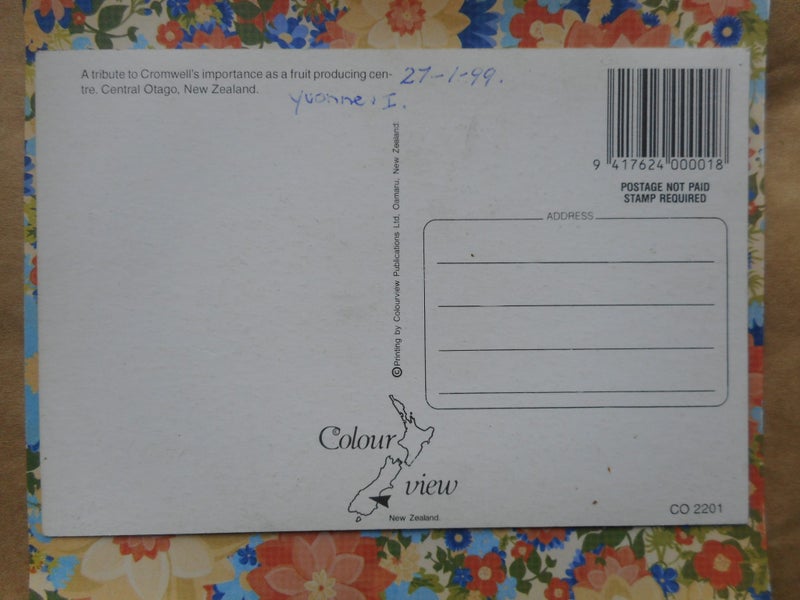 A tribute to Cromwell's importance as a fruit producing cen-
tre. Central Otago, New Zealand.
27-1-99.
Yvonne. I.
9 417624 000018
POSTAGE NOT PAID
STAMP REQUIRED
ADDRESS
©Printing by Colourview Publications Ltd, Oamaru, New Zealand
Colour
view
New Zealand.
CO 2201